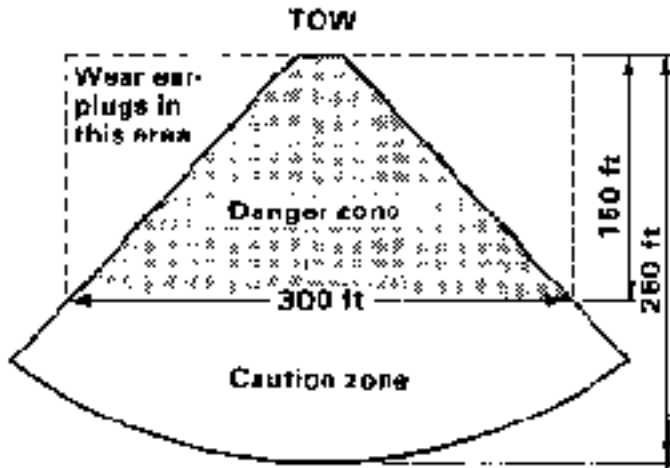 TOW
Wear ear-
plugs in
this area
Danger zone
150 ft
250 ft
300 ft
Caution zone